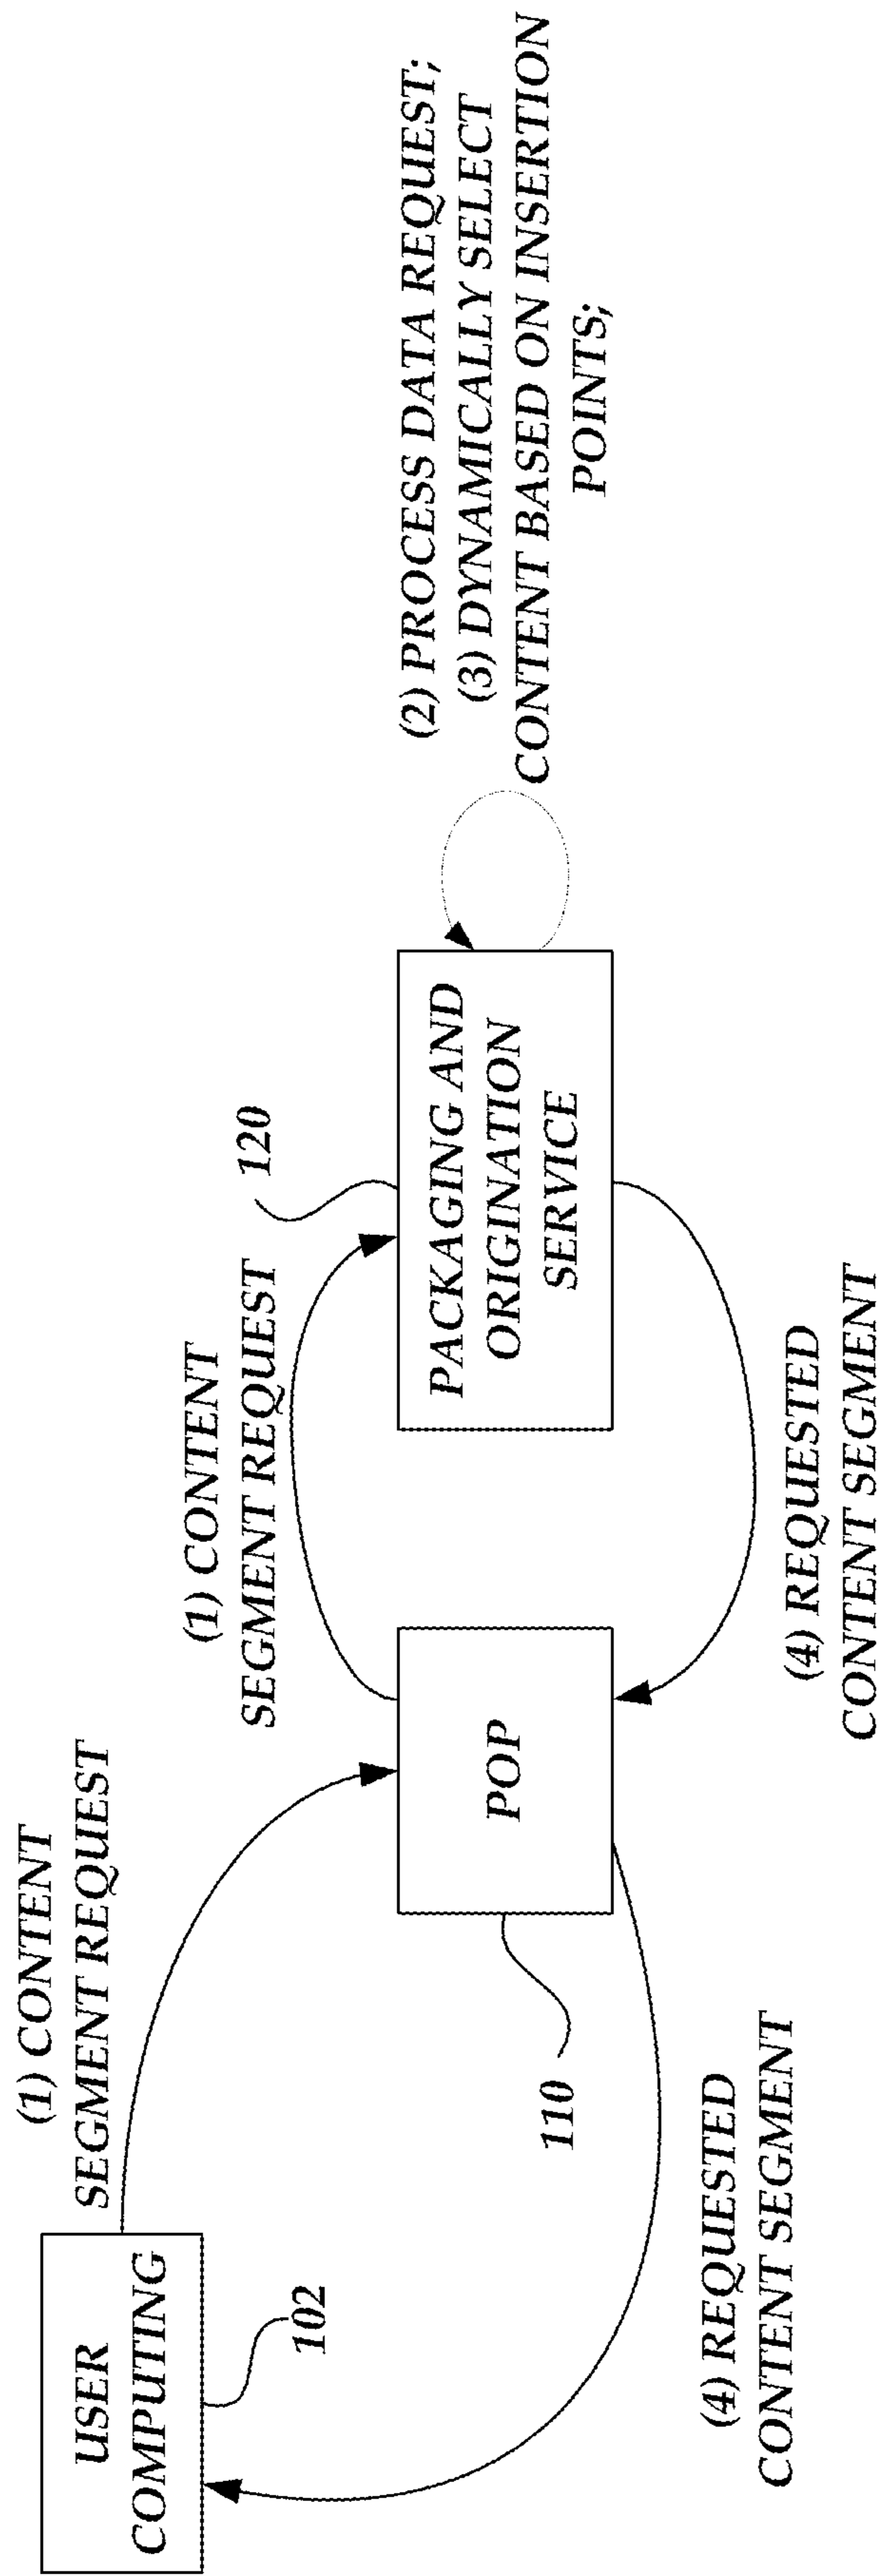 (1) CONTENT
SEGMENT REQUEST
USER
COMPUTING
102
(1) CONTENT
SEGMENT REQUEST
120
110
POP
PACKAGING AND
ORIGINATION
SERVICE
(2) PROCESS DATA REQUEST;
(3) DYNAMICALLY SELECT
CONTENT BASED ON INSERTION
POINTS;
(4) REQUESTED
CONTENT SEGMENT
(4) REQUESTED
CONTENT SEGMENT